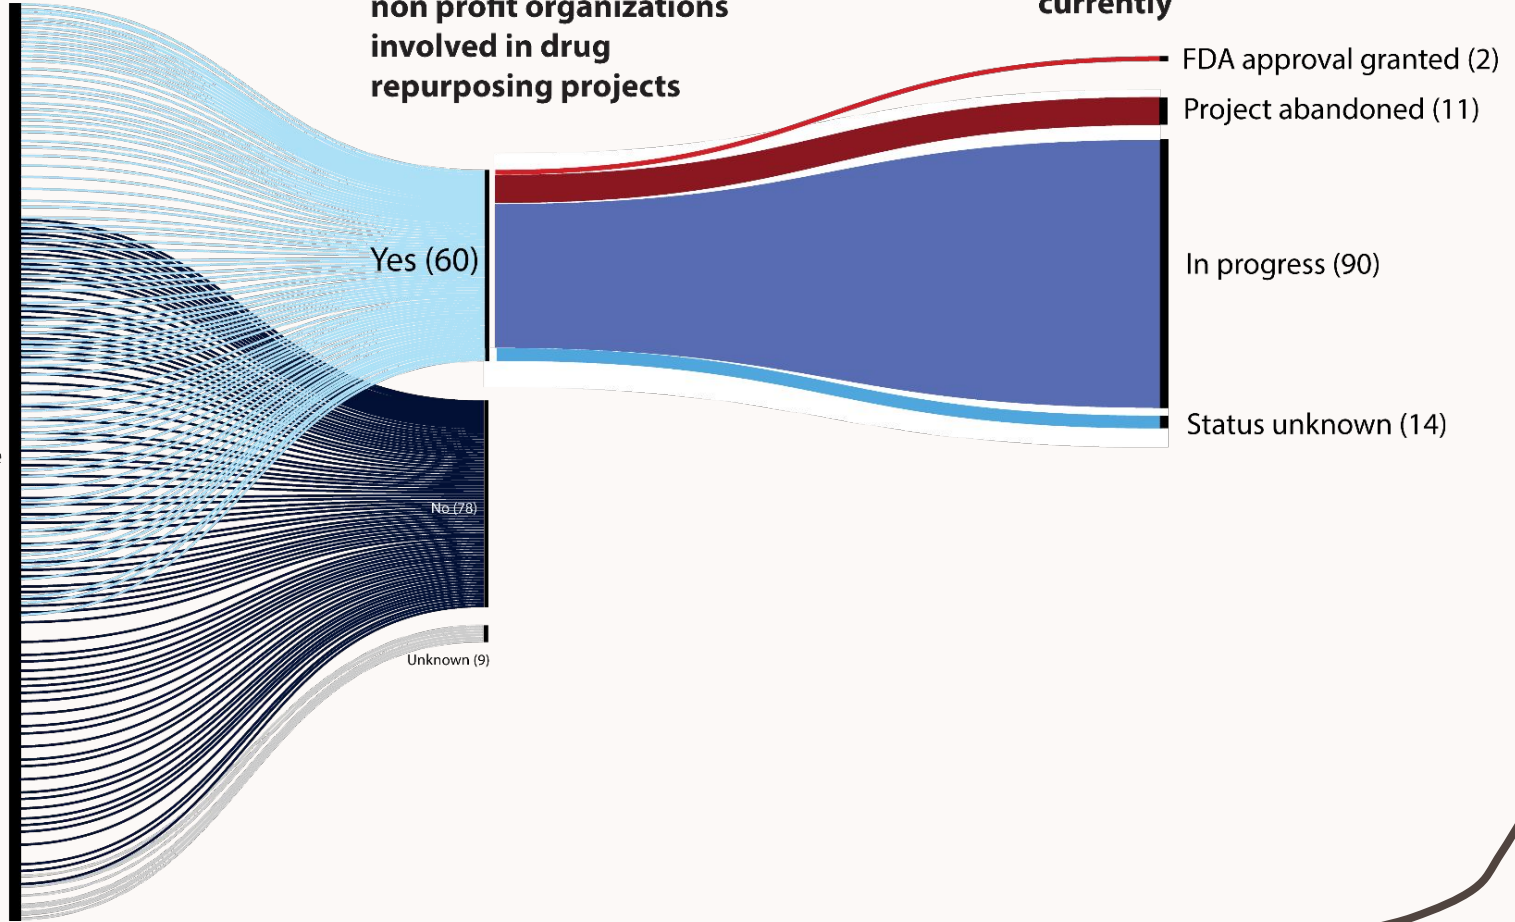 non profit organizations
involved in drug
repurposing projects
currently
FDA approval granted (2)
Project abandoned (11)
Yes (60)
In progress (90)
Status unknown (14)
No (78)
Unknown (9)